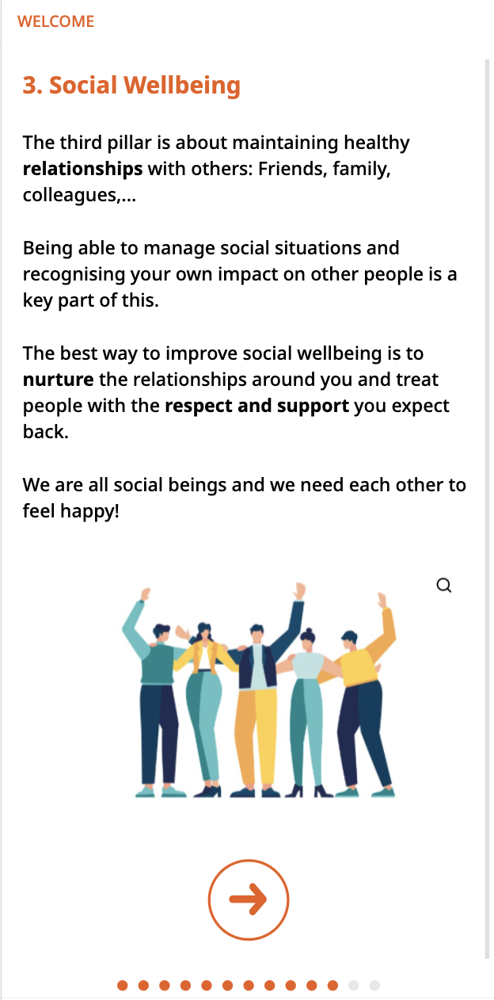 WELCOME
3. Social Wellbeing
The third pillar is about maintaining healthy
relationships with others: Friends, family,
colleagues,...
Being able to manage social situations and
recognising your own impact on other people is a
key part of this.
The best way to improve social wellbeing is to
nurture the relationships around you and treat
people with the respect and support you expect
back.
We are all social beings and we need each other to
feel happy!